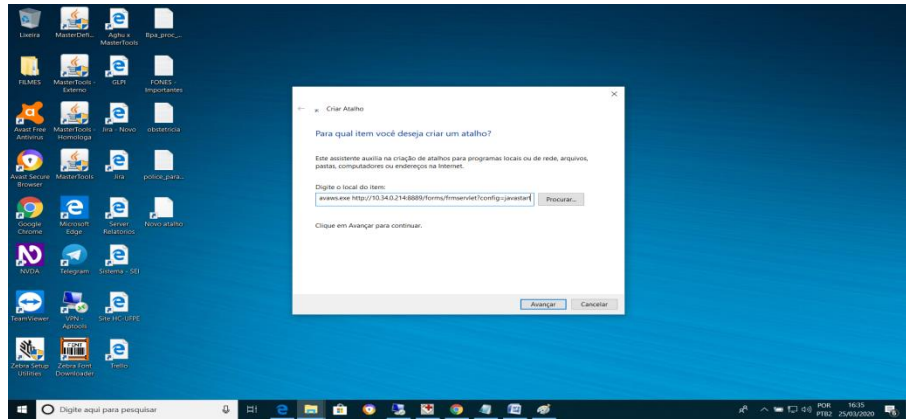 Lixeira
MasterDefi...
Aghu x
MasterTools
Bpa_proc_...
FILMES
MasterTools -
Externo
GLPI
FONES -
Importantes
Avast Free
Antivirus
MasterTools -
Homologa
Jira - Novo
obstetricia
Avast Secure
Browser
MasterTools
Jira
police_para...
Google
Chrome
Microsoft
Edge
Server
Relatorios
Novo atalho
NVDA
Telegram
Sistema - SEI
TeamViewer
VPN -
Aptools
Site HC-UFPE
Zebra Setup
Utilities
Zebra Font
Downloader
Trello
Criar Atalho
Para qual item você deseja criar um atalho?
Este assistente auxilia na criação de atalhos para programas locais ou de rede, arquivos,
pastas, computadores ou endereços na Internet.
Digite o local do item:
avaws.exe http://10.34.0.214:8889/forms/frmservlet?config=javastart
Procurar...
Clique em Avançar para continuar.
Avançar
Cancelar
Digite aqui para pesquisar
POR
PTB2
16:35
25/03/2020